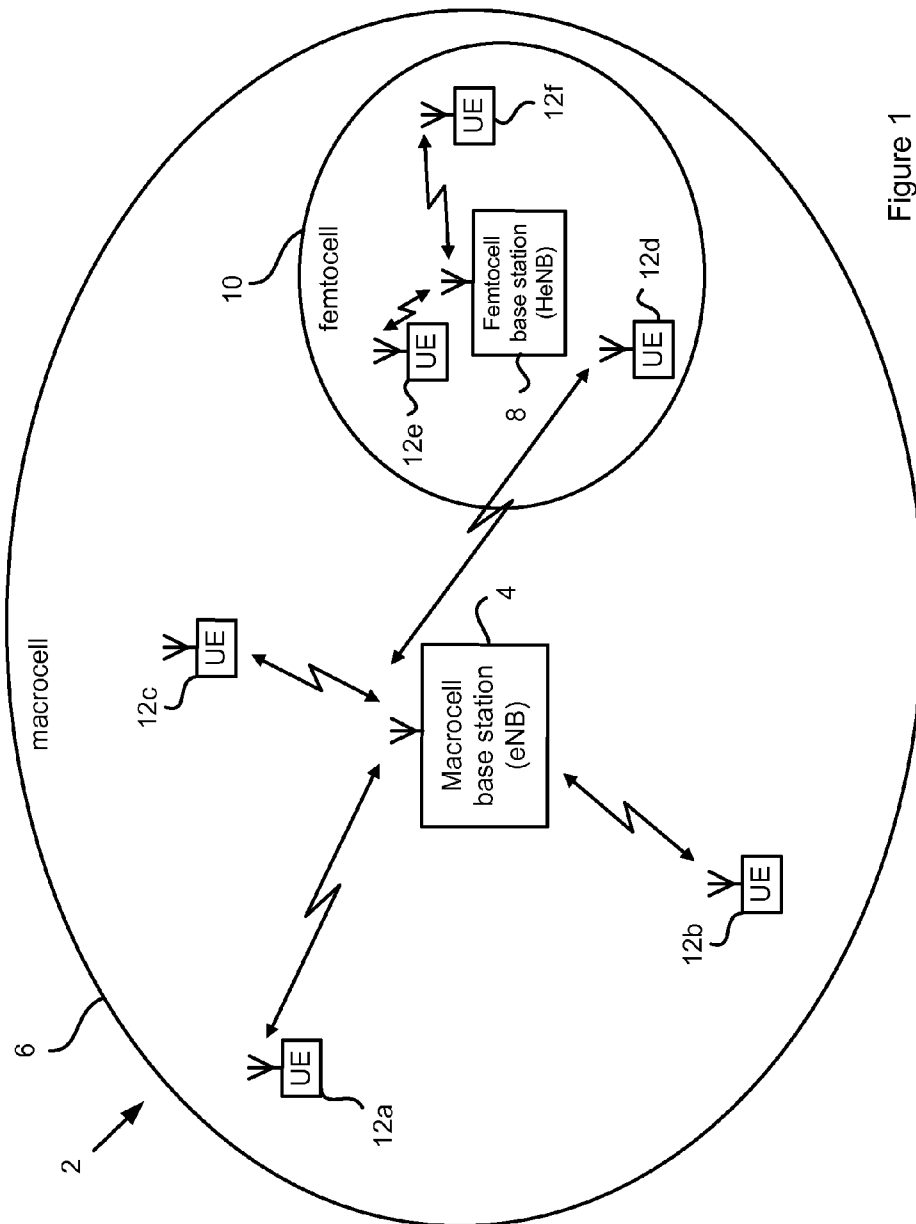 2
6
macrocell
12a
UE
12b
UE
12c
UE
Macrocell
base station
(eNB)
4
10
femtocell
12e
UE
Femtocell
base station
(HeNB)
8
UE
12f
UE
12d
Figure 1